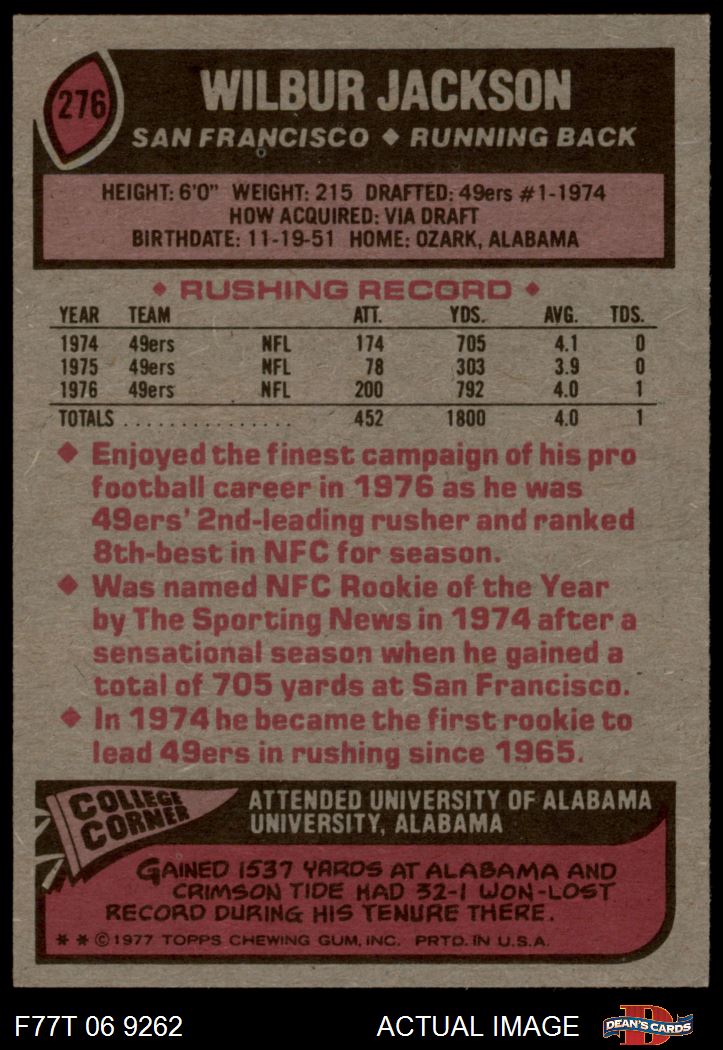 276
WILBUR JACKSON
SAN FRANCISCO ◆ RUNNING BACK
HEIGHT: 6'0" WEIGHT: 215 DRAFTED: 49ers #1-1974
HOW ACQUIRED: VIA DRAFT
BIRTHDATE: 11-19-51 HOME: OZARK, ALABAMA
◆ RUSHING RECORD ◆
YEAR TEAM ATT. YDS. AVG. TDS.
1974 49ers NFL 174 705 4.1 0
1975 49ers NFL 78 303 3.9 0
1976 49ers NFL 200 792 4.0 1
TOTALS . . . . . . . . . . . . . . . 452 1800 4.0 1
◆ Enjoyed the finest campaign of his pro
football career in 1976 as he was
49ers' 2nd-leading rusher and ranked
8th-best in NFC for season.
◆ Was named NFC Rookie of the Year
by The Sporting News in 1974 after a
sensational season when he gained a
total of 705 yards at San Francisco.
◆ In 1974 he became the first rookie to
lead 49ers in rushing since 1965.
COLLEGE
CORNER
ATTENDED UNIVERSITY OF ALABAMA
UNIVERSITY, ALABAMA
GAINED 1537 YARDS AT ALABAMA AND
CRIMSON TIDE HAD 32-1 WON-LOST
RECORD DURING HIS TENURE THERE.
* * © 1977 TOPPS CHEWING GUM, INC. PRTD. IN U.S.A.
F77T 06 9262 ACTUAL IMAGE
D
DEAN'S CARDS